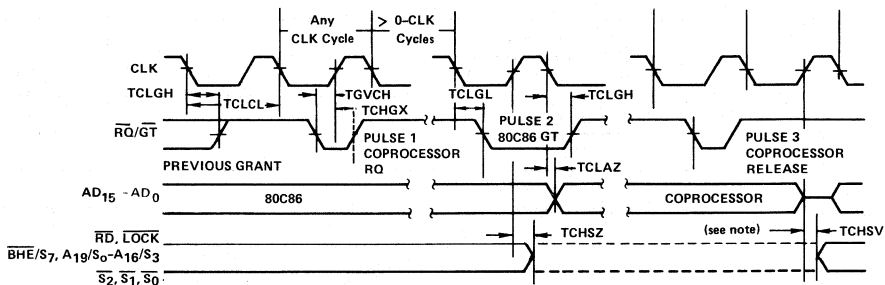 Any
CLK Cycle
> 0-CLK
Cycles
CLK
TCLGH
TCLCL
TGVCH
TCHGX
TCLGL
TCLGH
RQ/GT
PULSE 1
COPROCESSOR
RQ
PULSE 2
80C86 GT
PULSE 3
COPROCESSOR
RELEASE
PREVIOUS GRANT
TCLAZ
AD15 - AD0
80C86
COPROCESSOR
(see note)
TCHSV
RD, LOCK
TCHSZ
BHE/S7, A19/So-A16/S3
S2, S1, S0